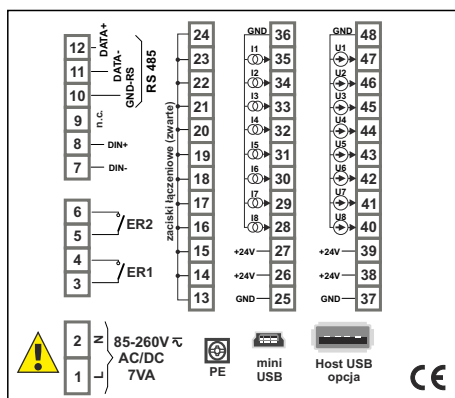 12 DATA+
11 DATA-
10 GND-RS
RS 485
9 n.c.
8 DIN+
7 DIN-
6
5
ER2
4
3
ER1
2 N
1 L
85-260V
AC/DC
7VA
zaciski łączeniowe (zwarte)
24
23
22
21
20
19
18
17
16
15
14
13
GND 36
I1 35
I2 34
I3 33
I4 32
I5 31
I6 30
I7 29
I8 28
+24V 27
+24V 26
GND 25
GND 48
U1 47
U2 46
U3 45
U4 44
U5 43
U6 42
U7 41
U8 40
+24V 39
+24V 38
GND 37
PE
mini
USB
Host USB
opcja
CE